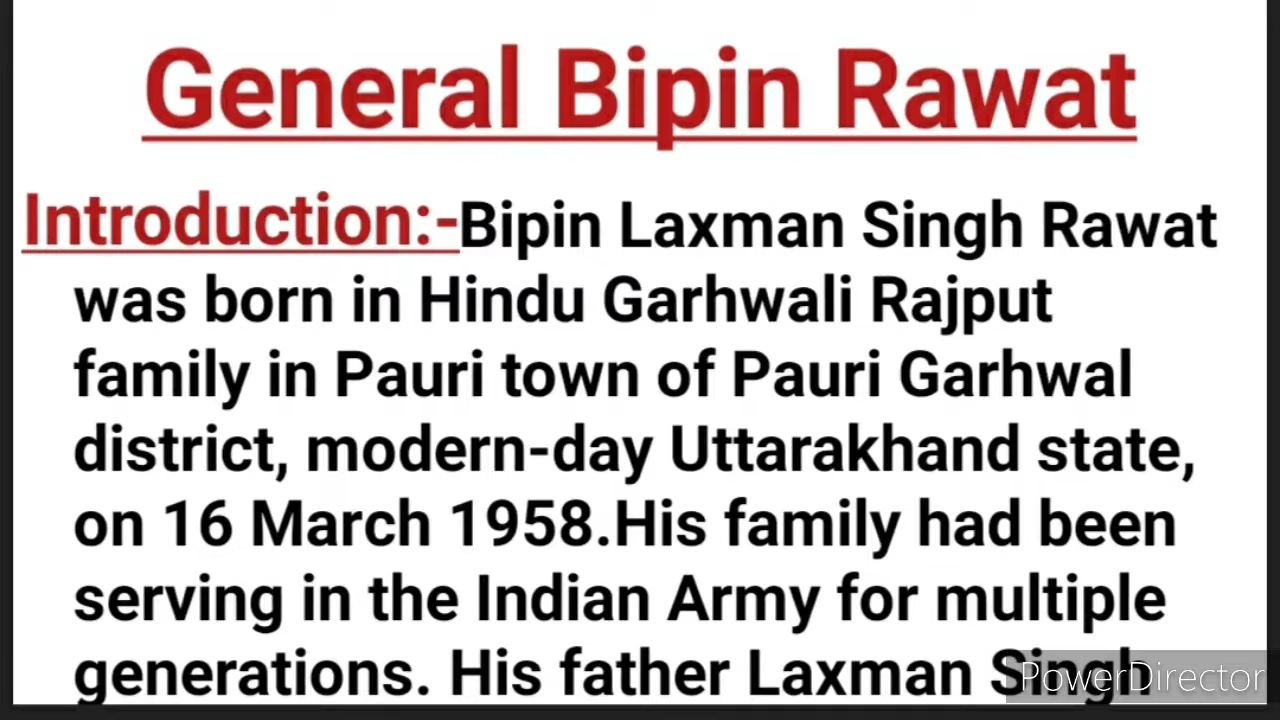 General Bipin Rawat
Introduction:-Bipin Laxman Singh Rawat
was born in Hindu Garhwali Rajput
family in Pauri town of Pauri Garhwal
district, modern-day Uttarakhand state,
on 16 March 1958.His family had been
serving in the Indian Army for multiple
generations. His father Laxman Singh
PowerDirector